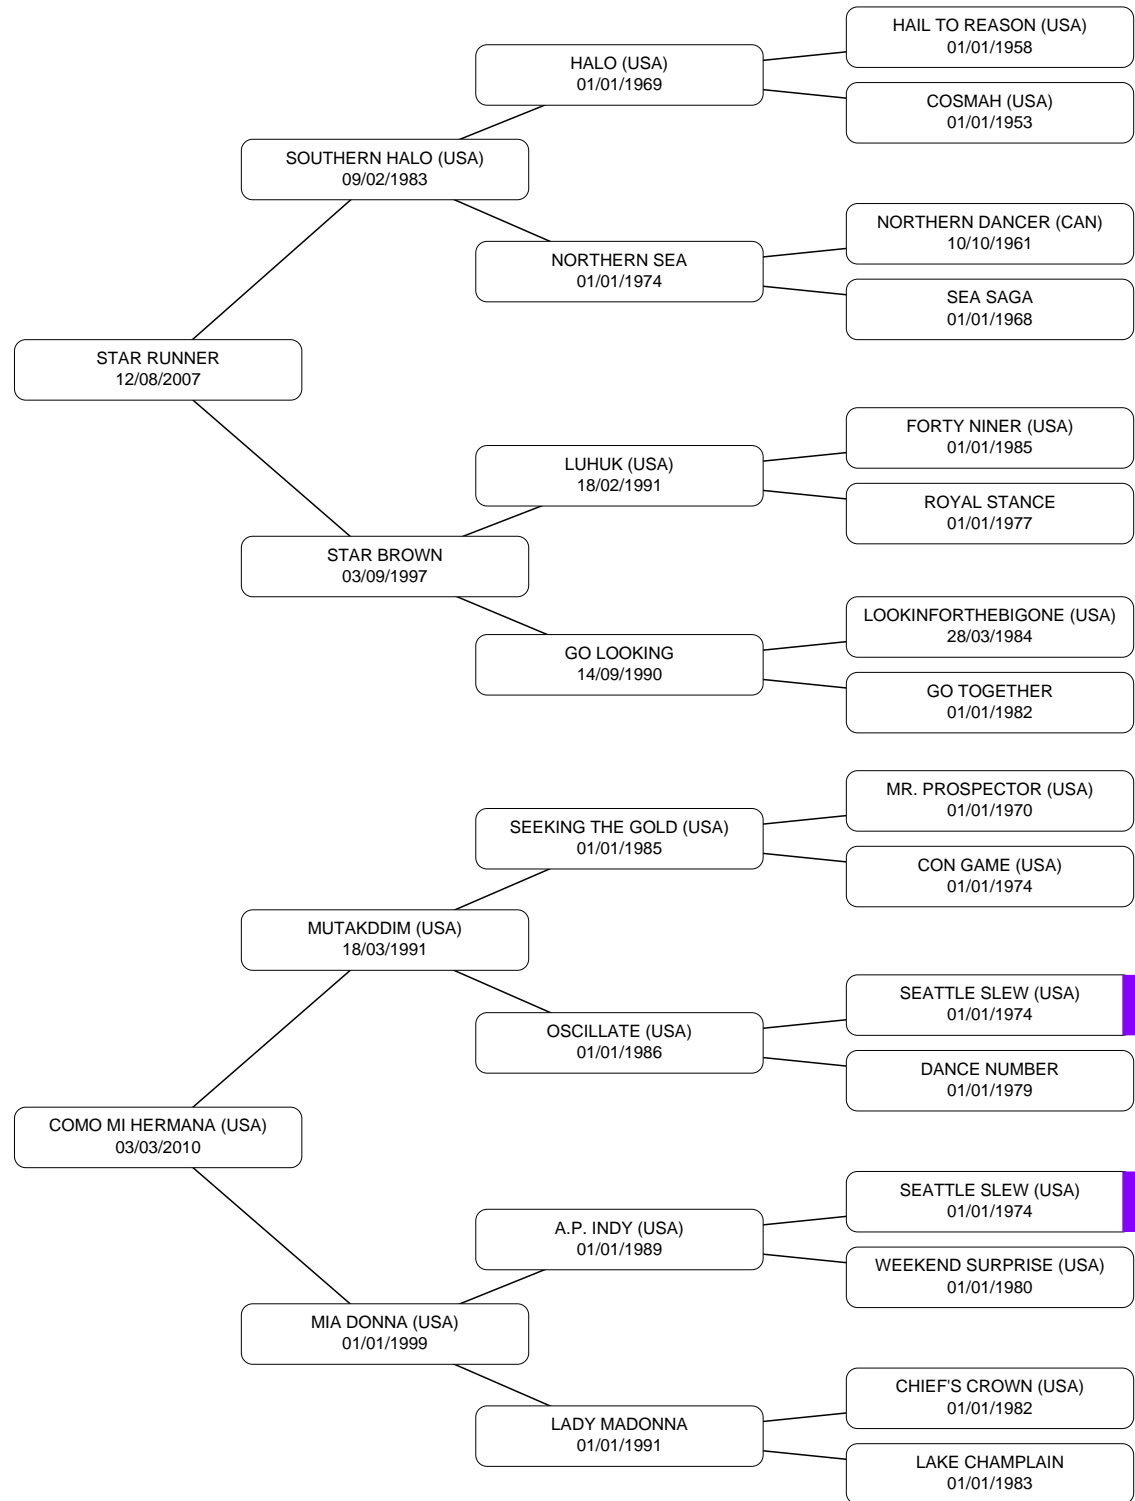 HAIL TO REASON (USA)
01/01/1958
HALO (USA)
01/01/1969
COSMAH (USA)
01/01/1953
SOUTHERN HALO (USA)
09/02/1983
NORTHERN DANCER (CAN)
10/10/1961
NORTHERN SEA
01/01/1974
SEA SAGA
01/01/1968
STAR RUNNER
12/08/2007
FORTY NINER (USA)
01/01/1985
LUHUK (USA)
18/02/1991
ROYAL STANCE
01/01/1977
STAR BROWN
03/09/1997
LOOKINFORTHEBIGONE (USA)
28/03/1984
GO LOOKING
14/09/1990
GO TOGETHER
01/01/1982
MR. PROSPECTOR (USA)
01/01/1970
SEEKING THE GOLD (USA)
01/01/1985
CON GAME (USA)
01/01/1974
MUTAKDDIM (USA)
18/03/1991
SEATTLE SLEW (USA)
01/01/1974
OSCILLATE (USA)
01/01/1986
DANCE NUMBER
01/01/1979
COMO MI HERMANA (USA)
03/03/2010
SEATTLE SLEW (USA)
01/01/1974
A.P. INDY (USA)
01/01/1989
WEEKEND SURPRISE (USA)
01/01/1980
MIA DONNA (USA)
01/01/1999
CHIEF'S CROWN (USA)
01/01/1982
LADY MADONNA
01/01/1991
LAKE CHAMPLAIN
01/01/1983